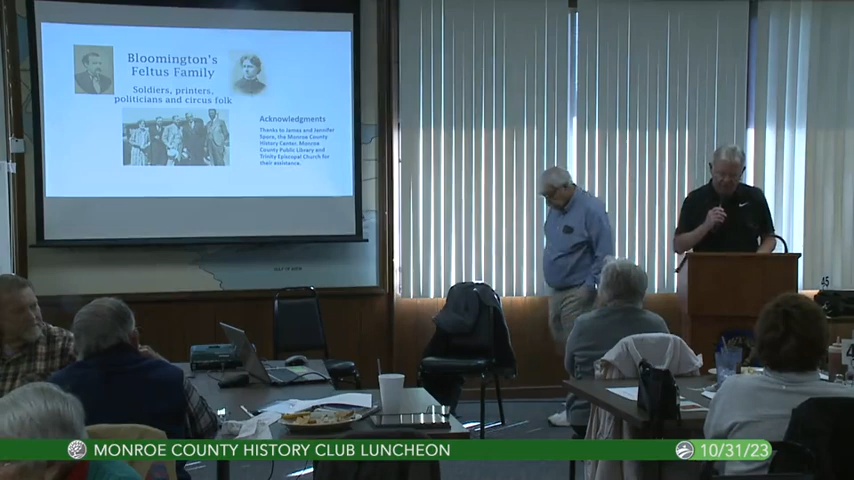 Bloomington's
Feltus Family
Soldiers, printers,
politicians and circus folk
Acknowledgments
Thanks to James and Jennifer
Spore, the Monroe County
History Center, Monroe
County Public Library and
Trinity Episcopal Church for
their assistance.
45
MONROE COUNTY HISTORY CLUB LUNCHEON
10/31/23